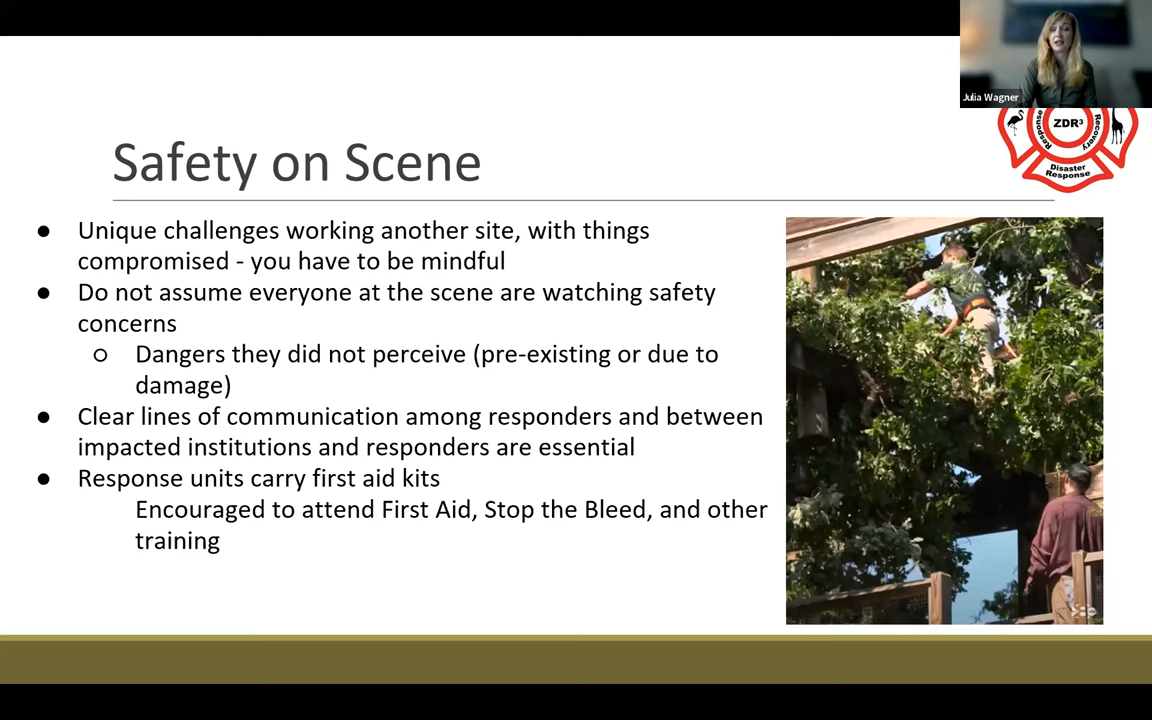 Julia Wagner
Response
ZDR³
Recovery
Disaster
Response
Safety on Scene
● Unique challenges working another site, with things
compromised - you have to be mindful
● Do not assume everyone at the scene are watching safety
concerns
○ Dangers they did not perceive (pre-existing or due to
damage)
● Clear lines of communication among responders and between
impacted institutions and responders are essential
● Response units carry first aid kits
Encouraged to attend First Aid, Stop the Bleed, and other
training